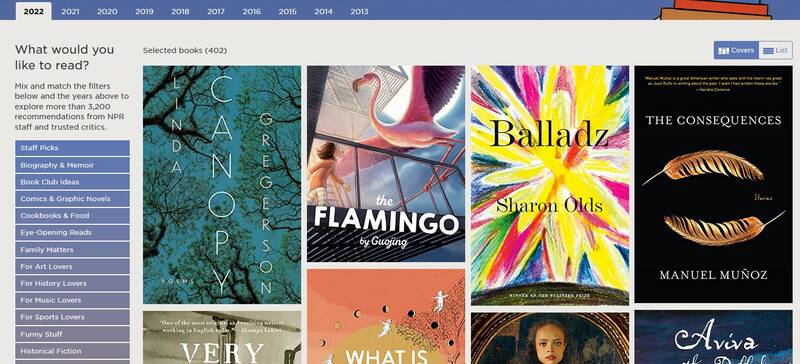 2022 2021 2020 2019 2018 2017 2016 2015 2014 2013
What would you
like to read?
Mix and match the filters
below and the years above to
explore more than 3,200
recommendations from NPR
staff and trusted critics.
Staff Picks
Biography & Memoir
Book Club Ideas
Comics & Graphic Novels
Cookbooks & Food
Eye-Opening Reads
Family Matters
For Art Lovers
For History Lovers
For Music Lovers
For Sports Lovers
Funny Stuff
Historical Fiction
Selected books (402)
Covers List
LINDA
CANOPY
GREGERSON
POEMS
the
FLAMINGO
by Guojing
Balladz
Sharon Olds
WINNER OF THE PULITZER PRIZE
"Manuel Muñoz is a great American writer who sees with his heart—as great
as Juan Rulfo in writing about the poor. I wish I had written these stories."
—Sandra Cisneros
THE CONSEQUENCES
Stories
MANUEL MUÑOZ
"One of the most original and exciting writers
working in English today." —Jhumpa Lahiri
VERY
WHAT IS
Aviva